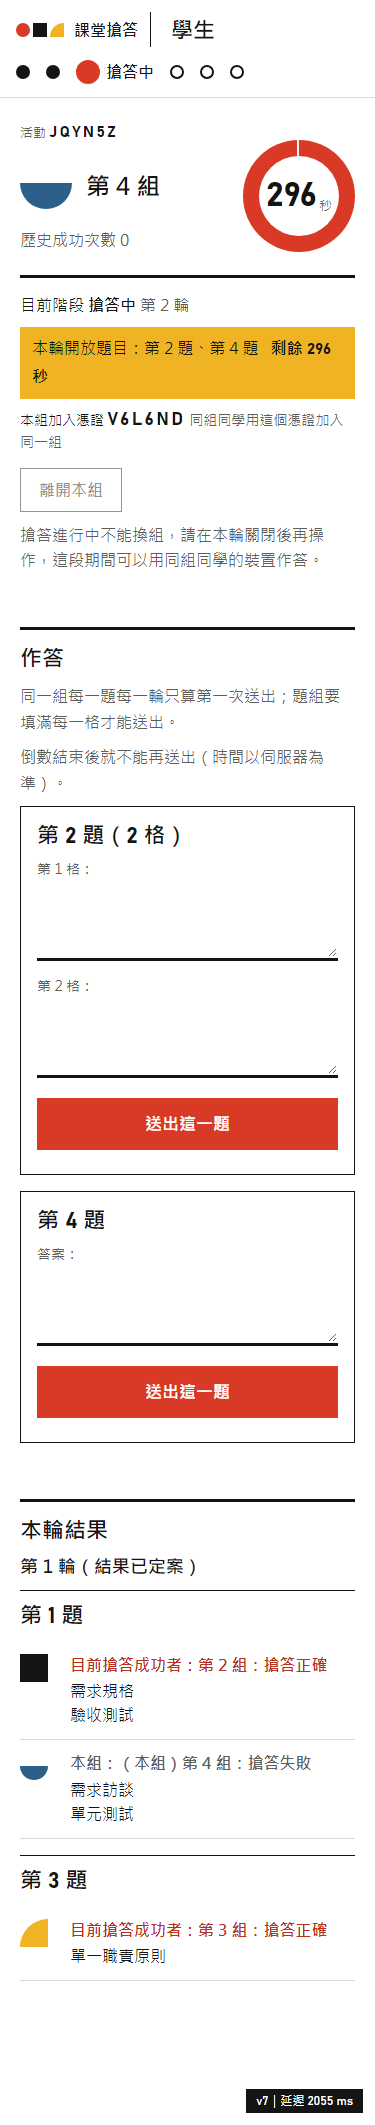 課堂搶答 學生
搶答中
活動 JQYN5Z
第 4 組
296 秒
歷史成功次數 0
目前階段 搶答中 第 2 輪
本輪開放題目：第 2 題、第 4 題 剩餘 296
秒
本組加入憑證 V6L6ND 同組同學用這個憑證加入
同一組
離開本組
搶答進行中不能換組，請在本輪關閉後再操
作，這段期間可以用同組同學的裝置作答。
作答
同一組每一題每一輪只算第一次送出；題組要
填滿每一格才能送出。
倒數結束後就不能再送出（時間以伺服器為
準）。
第 2 題（2 格）
第 1 格：
第 2 格：
送出這一題
第 4 題
答案：
送出這一題
本輪結果
第 1 輪（結果已定案）
第 1 題
目前搶答成功者：第 2 組：搶答正確
需求規格
驗收測試
本組：（本組）第 4 組：搶答失敗
需求訪談
單元測試
第 3 題
目前搶答成功者：第 3 組：搶答正確
單一職責原則
v7｜延遲 2055 ms